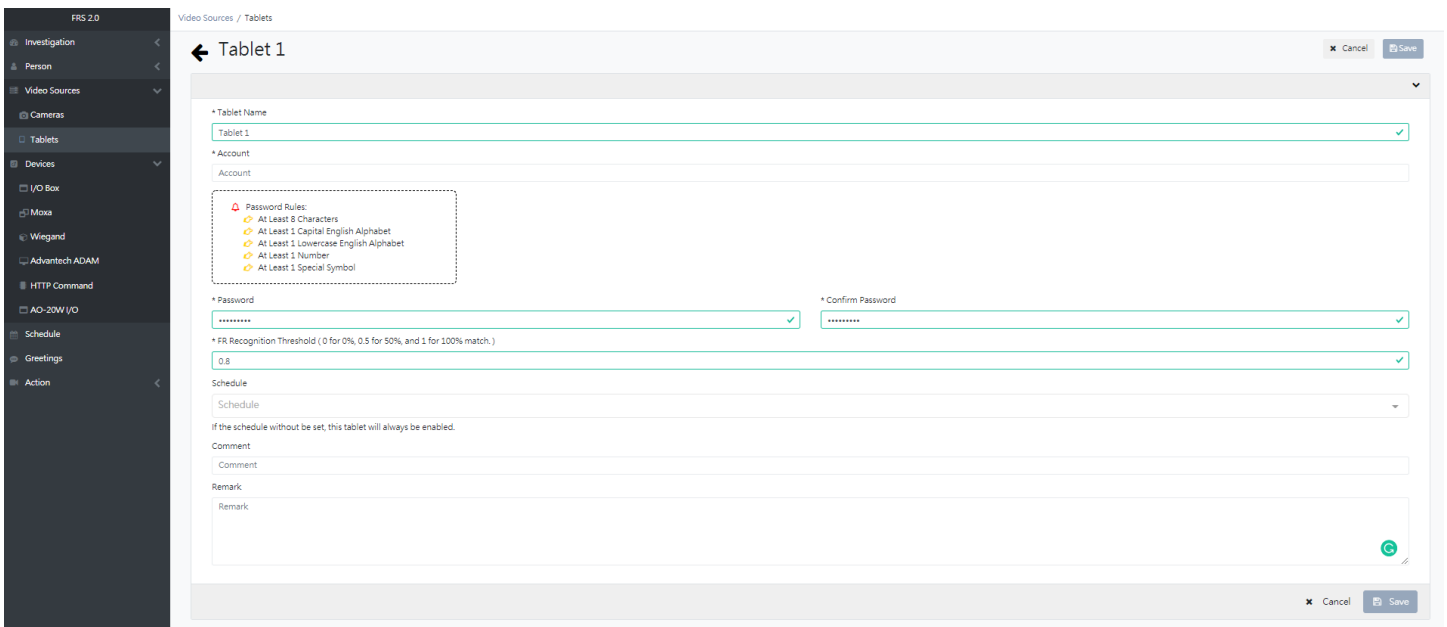 FRS 2.0
Investigation
Person
Video Sources
Cameras
Tablets
Devices
I/O Box
Moxa
Wiegand
Advantech ADAM
HTTP Command
AO-20W I/O
Schedule
Greetings
Action
Video Sources / Tablets
Tablet 1
Cancel
Save
* Tablet Name
Tablet 1
* Account
Account
Password Rules:
At Least 8 Characters
At Least 1 Capital English Alphabet
At Least 1 Lowercase English Alphabet
At Least 1 Number
At Least 1 Special Symbol
* Password
* Confirm Password
•••••••••
•••••••••
* FR Recognition Threshold ( 0 for 0%, 0.5 for 50%, and 1 for 100% match. )
0.8
Schedule
Schedule
If the schedule without be set, this tablet will always be enabled.
Comment
Comment
Remark
Remark
Cancel
Save